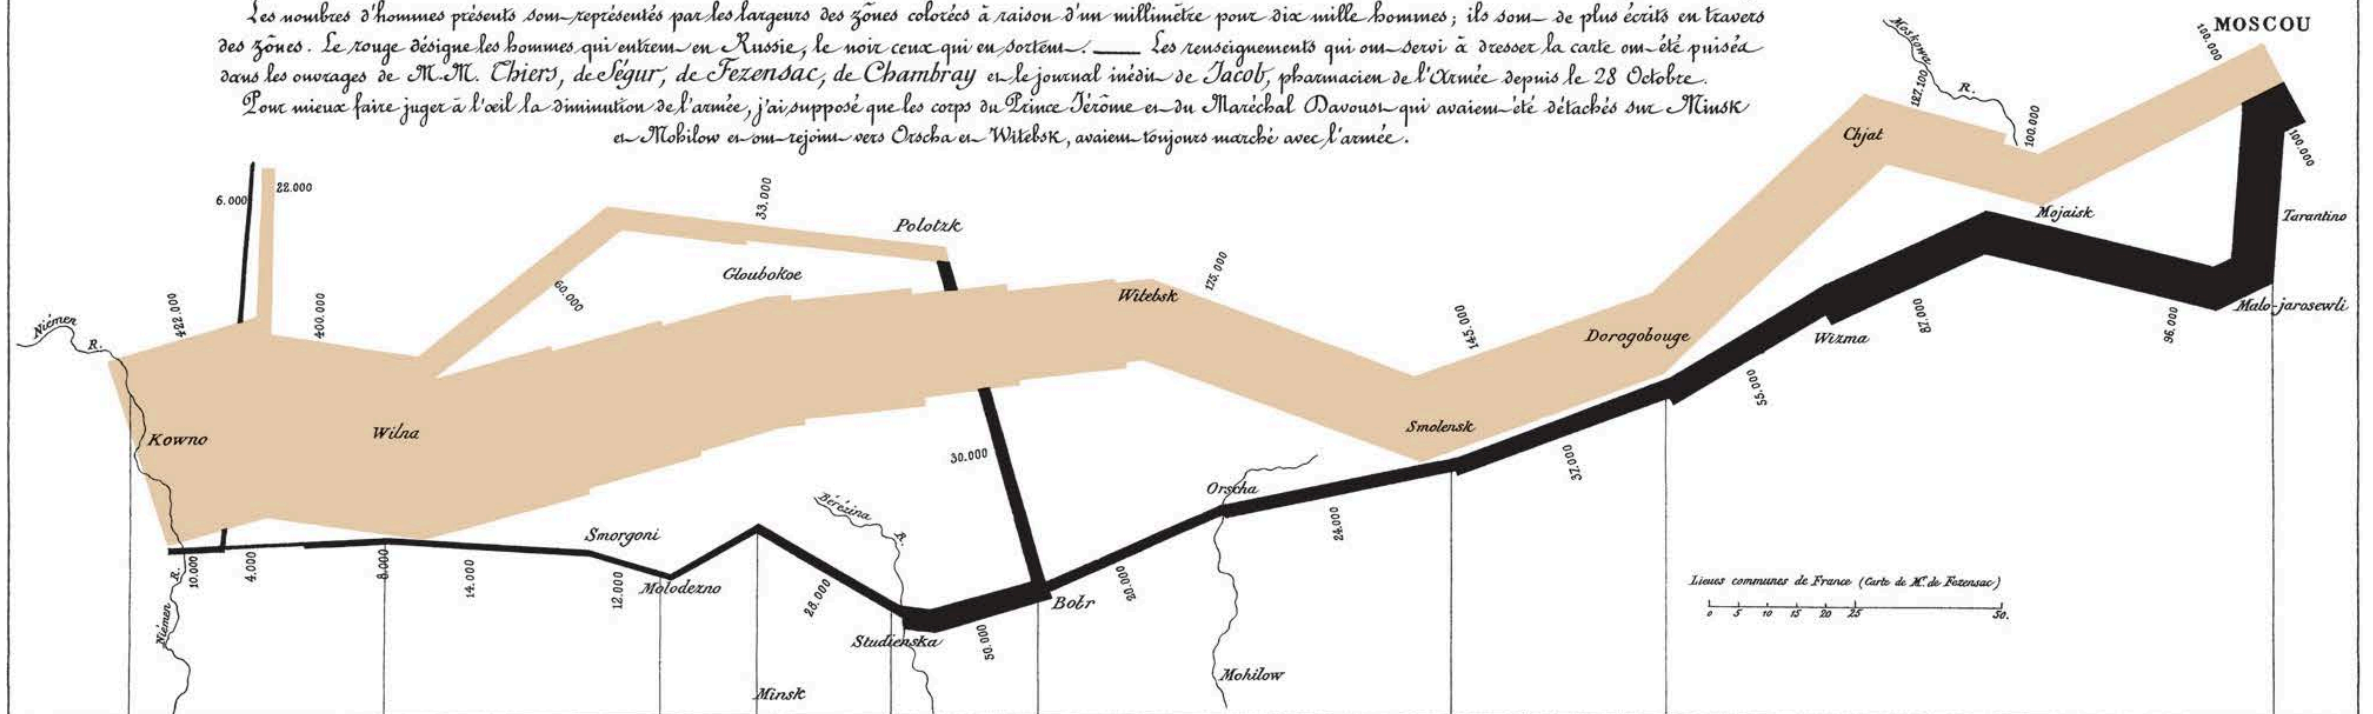 Les nombres d'hommes présents sont représentés par les largeurs des zônes colorées à raison d'un millimètre pour dix mille hommes; ils sont de plus écrits en travers
des zônes. Le rouge désigne les hommes qui entrent en Russie, le noir ceux qui en sortent. — Les renseignements qui ont servi à dresser la carte ont été puisés
dans les ouvrages de M.M. Chiers, de Ségur, de Fezensac, de Chambray et le journal inédit de Jacob, pharmacien de l'Armée depuis le 28 Octobre.
Pour mieux faire juger à l'œil la diminution de l'armée, j'ai supposé que les corps du Prince Jérôme et du Maréchal Davoust qui avaient été détachés sur Minsk
et Mohilow et ont rejoint vers Orscha et Witebsk, avaient toujours marché avec l'armée.
MOSCOU
100.000
Moskowa
R.
127.100
100.000
Chjat
100.000
Mojaisk
Tarantino
6.000
22.000
33.000
Polotzk
Gloubokoe
60.000
422.000
400.000
Niémen
R.
Witebsk
175.000
145.000
Dorogobouge
Wizma
87.000
96.000
Malo-jarosewli
Kowno
Wilna
Smolensk
55.000
30.000
37.000
Orscha
24.000
Bérézina
R.
Smorgoni
Molodezno
10.000
4.000
8.000
14.000
12.000
28.000
Studienska
50.000
Bobr
20.000
Niémen
R.
Minsk
Mohilow
Lieues communes de France (Carte de Mr. de Fezensac)
0 5 10 15 20 25 50.